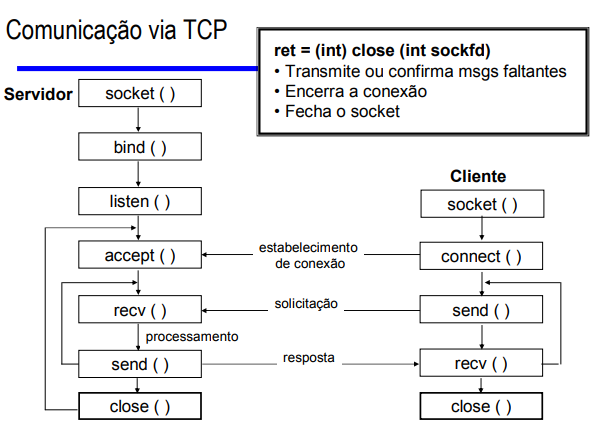 Comunicação via TCP
ret = (int) close (int sockfd)
• Transmite ou confirma msgs faltantes
• Encerra a conexão
• Fecha o socket
Servidor
socket ( )
bind ( )
listen ( )
accept ( )
recv ( )
processamento
send ( )
close ( )
estabelecimento
de conexão
solicitação
resposta
Cliente
socket ( )
connect ( )
send ( )
recv ( )
close ( )